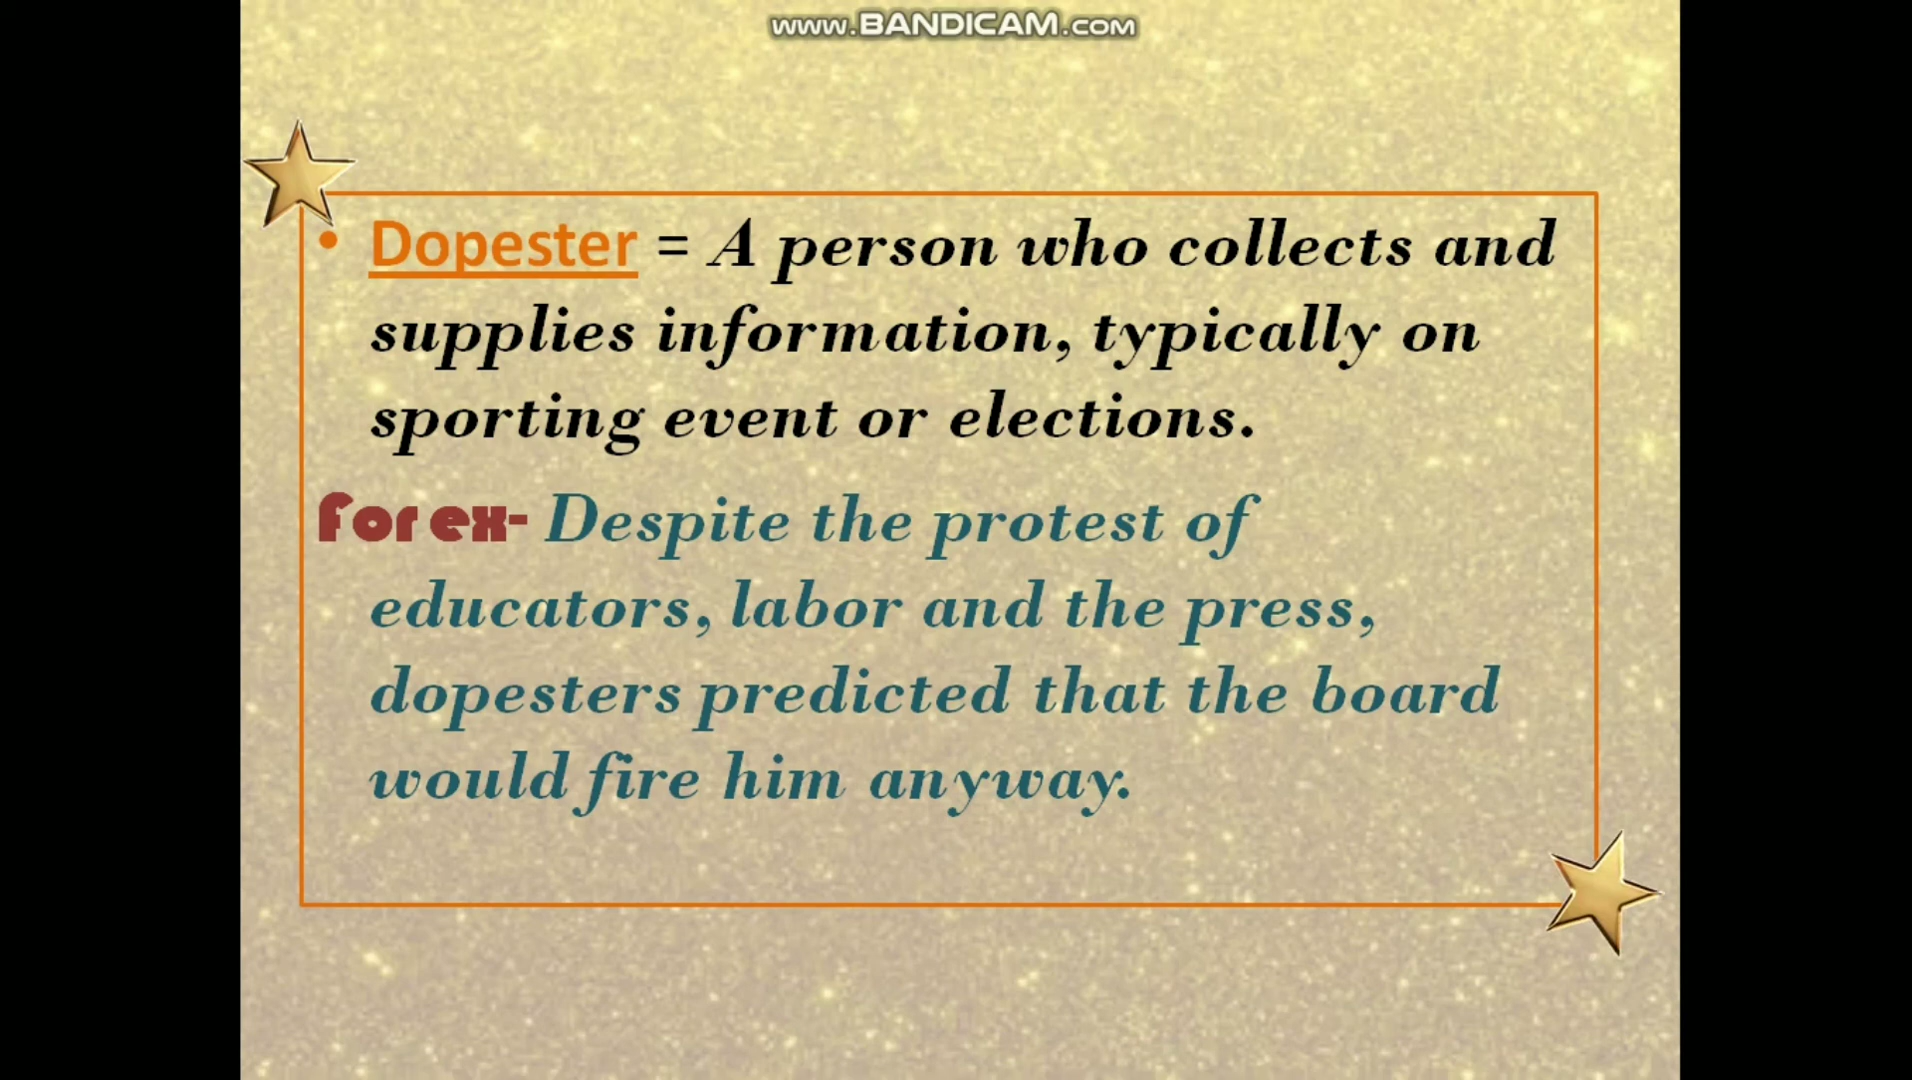 www.BANDICAM.COM
• Dopester = A person who collects and
supplies information, typically on
sporting event or elections.
For ex- Despite the protest of
educators, labor and the press,
dopesters predicted that the board
would fire him anyway.